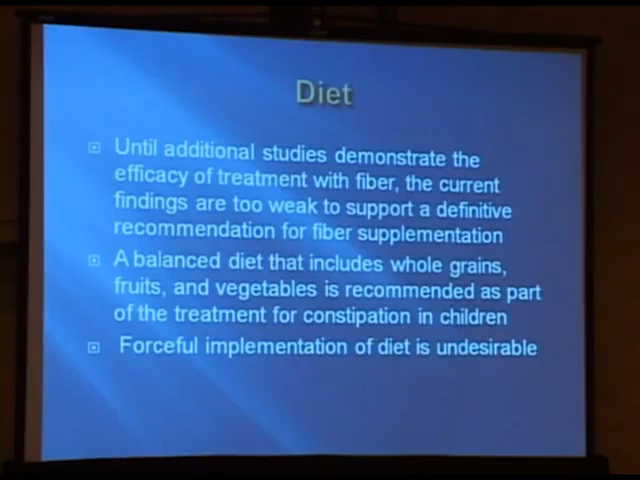 Diet
Until additional studies demonstrate the
efficacy of treatment with fiber, the current
findings are too weak to support a definitive
recommendation for fiber supplementation
A balanced diet that includes whole grains,
fruits, and vegetables is recommended as part
of the treatment for constipation in children
Forceful implementation of diet is undesirable